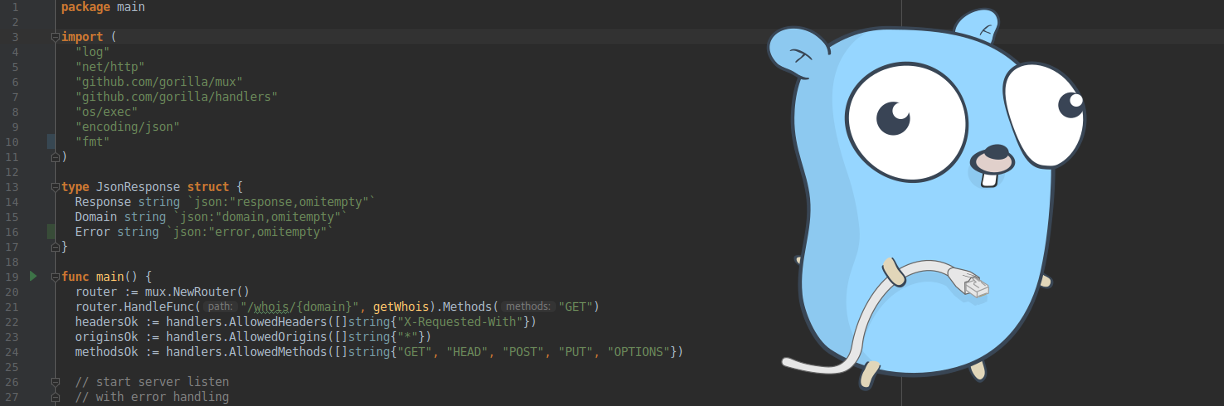 1 package main
2
3 import (
4 "log"
5 "net/http"
6 "github.com/gorilla/mux"
7 "github.com/gorilla/handlers"
8 "os/exec"
9 "encoding/json"
10 "fmt"
11 )
12
13 type JsonResponse struct {
14 Response string `json:"response,omitempty"`
15 Domain string `json:"domain,omitempty"`
16 Error string `json:"error,omitempty"`
17 }
18
19 func main() {
20 router := mux.NewRouter()
21 router.HandleFunc( path: "/whois/{domain}", getWhois).Methods( methods: "GET")
22 headersOk := handlers.AllowedHeaders([]string{"X-Requested-With"})
23 originsOk := handlers.AllowedOrigins([]string{"*"})
24 methodsOk := handlers.AllowedMethods([]string{"GET", "HEAD", "POST", "PUT", "OPTIONS"})
25
26 // start server listen
27 // with error handling